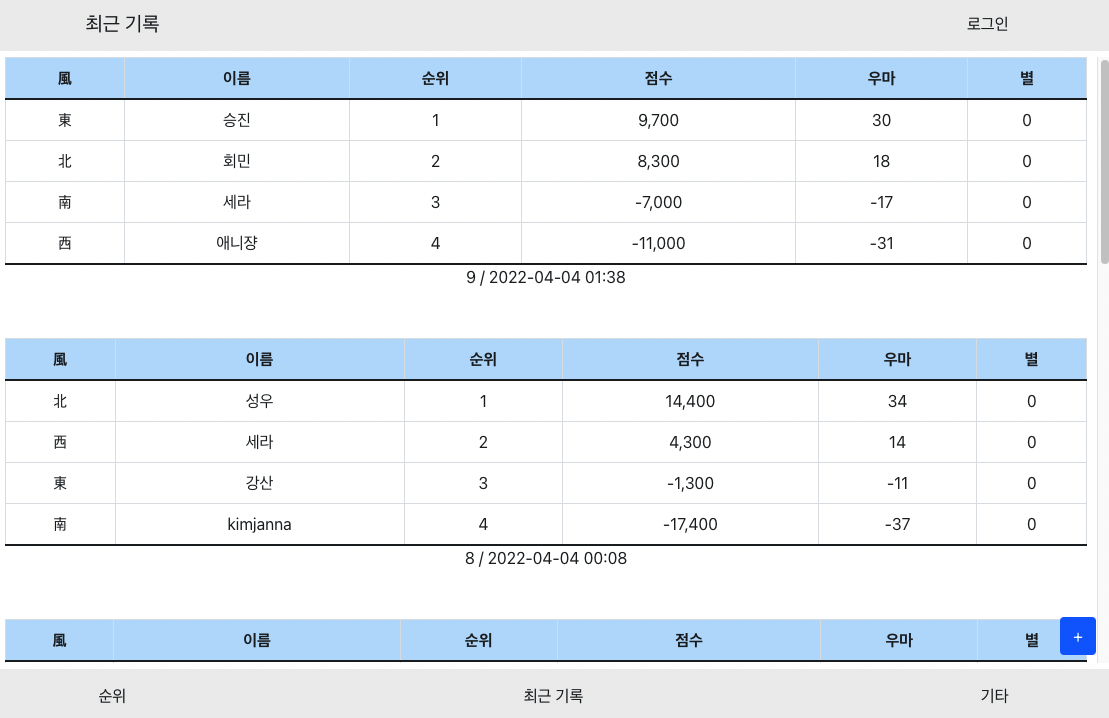 최근 기록 로그인
風 이름 순위 점수 우마 별
東 승진 1 9,700 30 0
北 회민 2 8,300 18 0
南 세라 3 -7,000 -17 0
西 애니쟝 4 -11,000 -31 0
9 / 2022-04-04 01:38
風 이름 순위 점수 우마 별
北 성우 1 14,400 34 0
西 세라 2 4,300 14 0
東 강산 3 -1,300 -11 0
南 kimjanna 4 -17,400 -37 0
8 / 2022-04-04 00:08
風 이름 순위 점수 우마 별
+
순위 최근 기록 기타